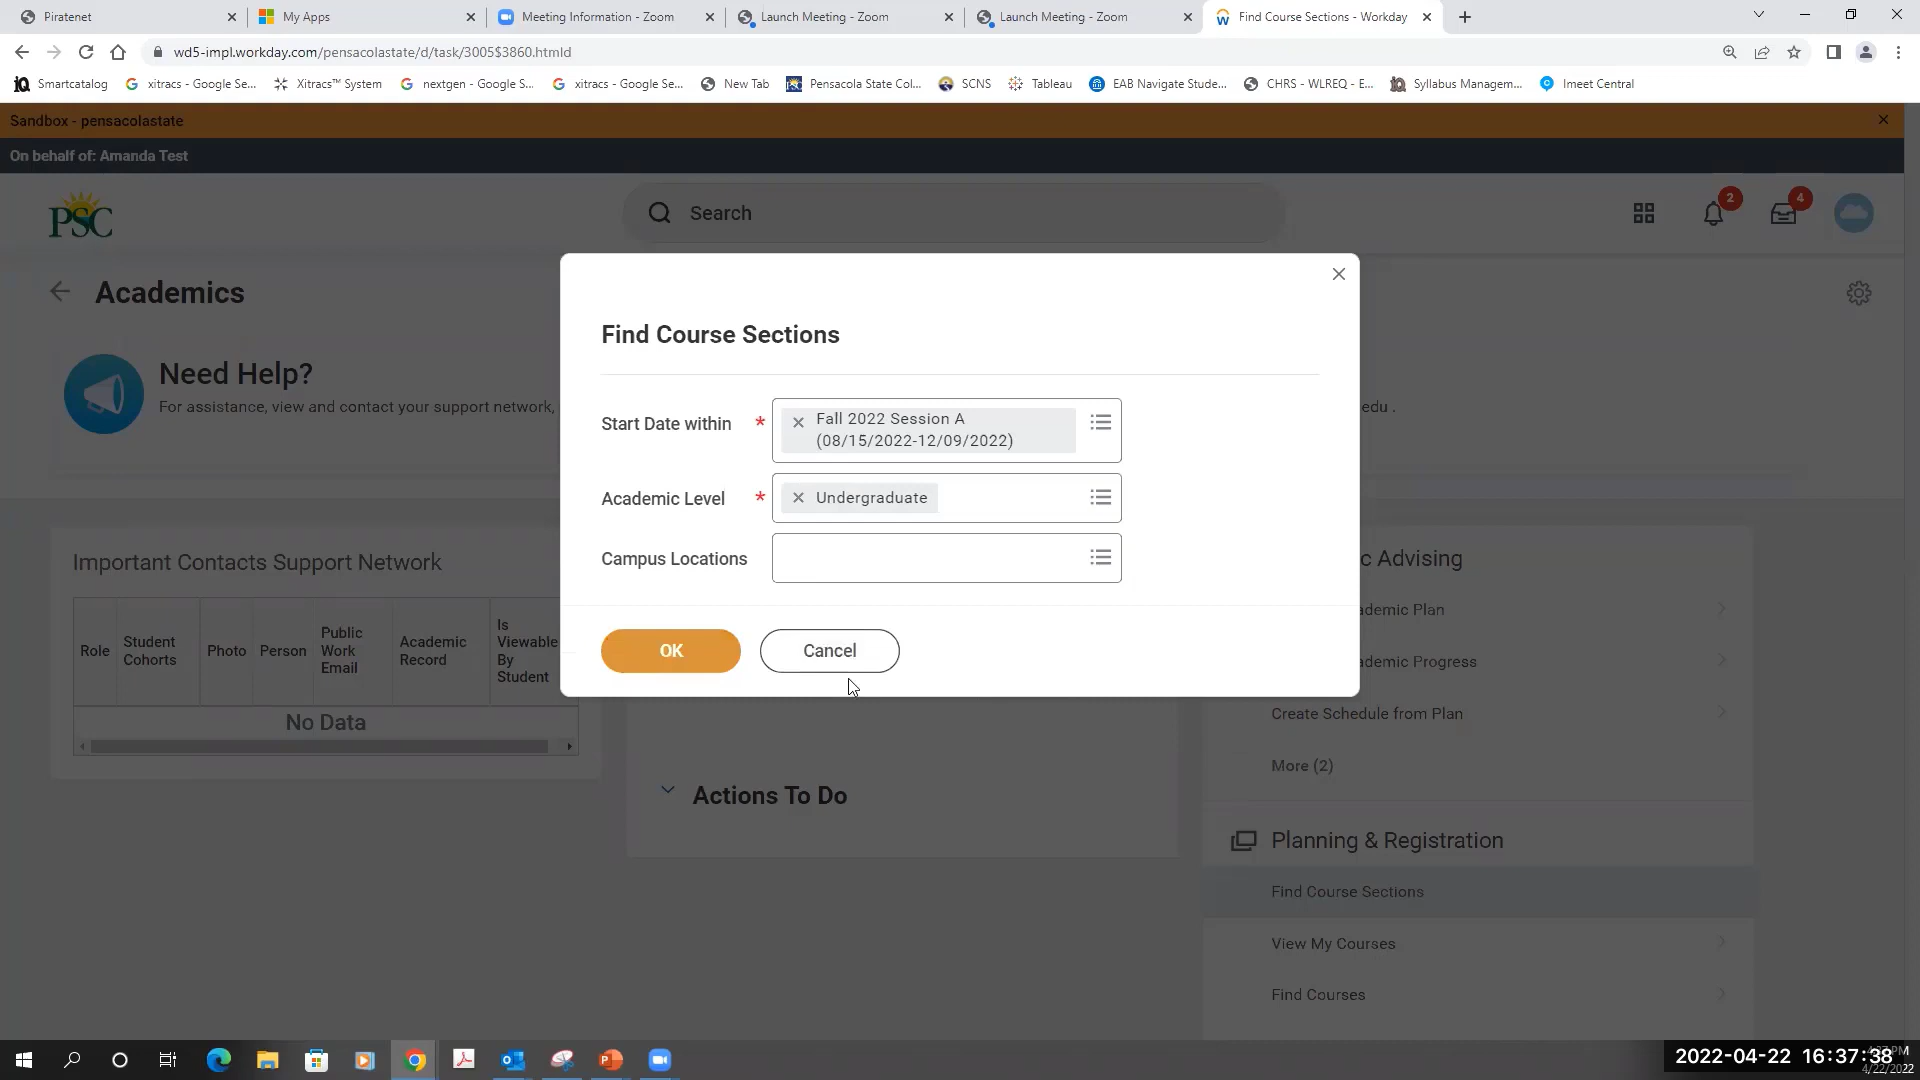 Piratenet
My Apps
Meeting Information - Zoom
Launch Meeting - Zoom
Launch Meeting - Zoom
Find Course Sections - Workday
wd5-impl.workday.com/pensacolastate/d/task/3005$3860.htmld
Smartcatalog
xitracs - Google Se...
Xitracs™ System
nextgen - Google S...
xitracs - Google Se...
New Tab
Pensacola State Col...
SCNS
Tableau
EAB Navigate Stude...
CHRS - WLREQ - E...
Syllabus Managem...
Imeet Central
Sandbox - pensacolastate
On behalf of: Amanda Test
PSC
Search
2
4
Academics
Need Help?
For assistance, view and contact your support network,
edu .
Find Course Sections
Start Date within *
Fall 2022 Session A
(08/15/2022-12/09/2022)
Academic Level *
Undergraduate
Campus Locations
OK
Cancel
Important Contacts Support Network
Role
Student
Cohorts
Photo
Person
Public
Work
Email
Academic
Record
Is
Viewable
By
Student
No Data
Actions To Do
c Advising
ademic Plan
ademic Progress
Create Schedule from Plan
More (2)
Planning & Registration
Find Course Sections
View My Courses
Find Courses
2022-04-22 16:37:38
4:37 PM
4/22/2022